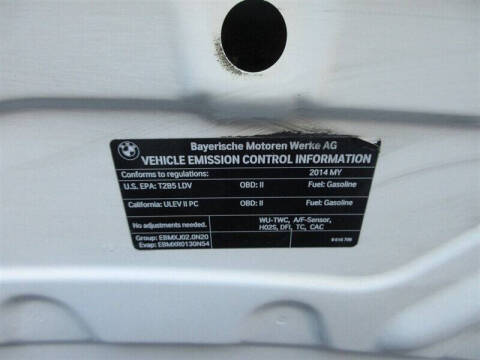 Bayerische Motoren Werke AG
VEHICLE EMISSION CONTROL INFORMATION
Conforms to regulations: 2014 MY
U.S. EPA: T2B5 LDV OBD: II Fuel: Gasoline
California: ULEV II PC OBD: II Fuel: Gasoline
No adjustments needed. WU-TWC, A/F-Sensor,
H02S, DFI, TC, CAC
Group: EBMXJ02.0N20
Evap: EBMXR0130N54